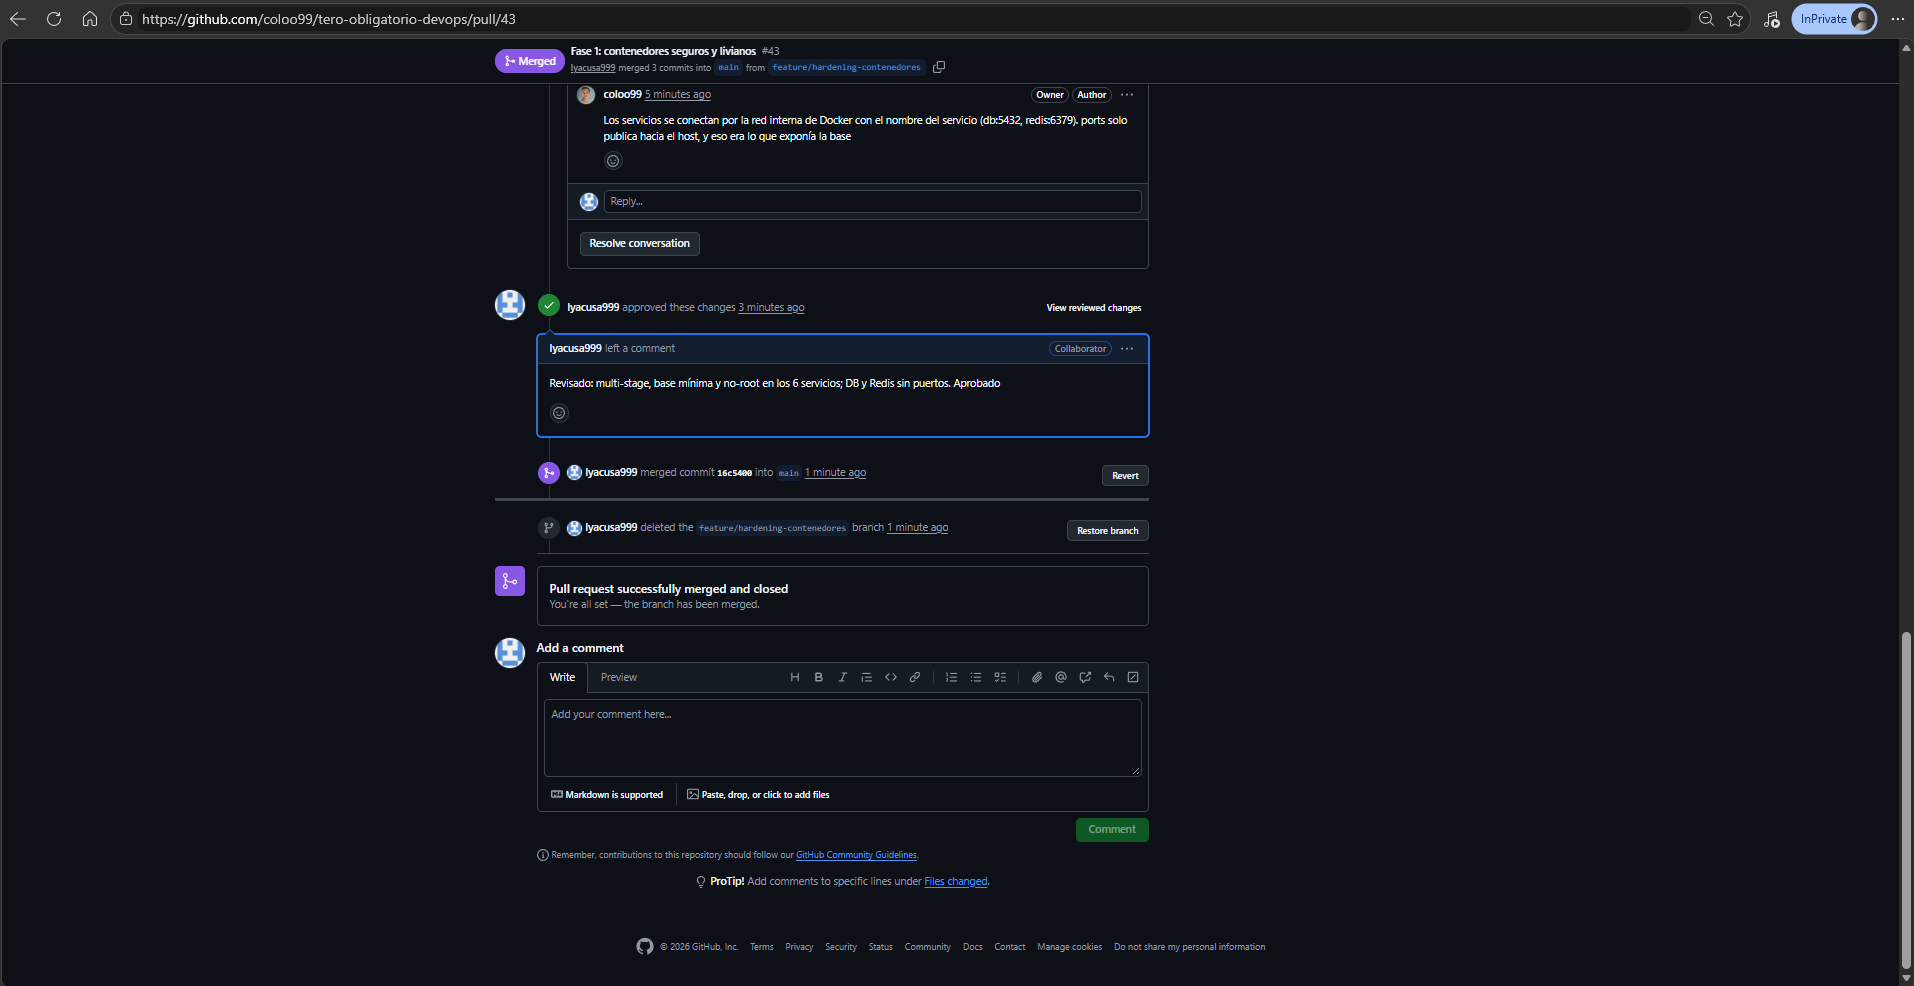 https://github.com/coloo99/tero-obligatorio-devops/pull/43
InPrivate
Merged
Fase 1: contenedores seguros y livianos #43
lyacusa999 merged 3 commits into main from feature/hardening-contenedores
coloo99 5 minutes ago
Owner
Author
Los servicios se conectan por la red interna de Docker con el nombre del servicio (db:5432, redis:6379). ports solo
publica hacia el host, y eso era lo que exponía la base
Reply...
Resolve conversation
lyacusa999 approved these changes 3 minutes ago
View reviewed changes
lyacusa999 left a comment
Collaborator
Revisado: multi-stage, base mínima y no-root en los 6 servicios; DB y Redis sin puertos. Aprobado
lyacusa999 merged commit 16c5400 into main 1 minute ago
Revert
lyacusa999 deleted the feature/hardening-contenedores branch 1 minute ago
Restore branch
Pull request successfully merged and closed
You're all set — the branch has been merged.
Add a comment
Write
Preview
Add your comment here...
Markdown is supported
Paste, drop, or click to add files
Comment
Remember, contributions to this repository should follow our GitHub Community Guidelines.
ProTip! Add comments to specific lines under Files changed.
© 2026 GitHub, Inc. Terms Privacy Security Status Community Docs Contact Manage cookies Do not share my personal information